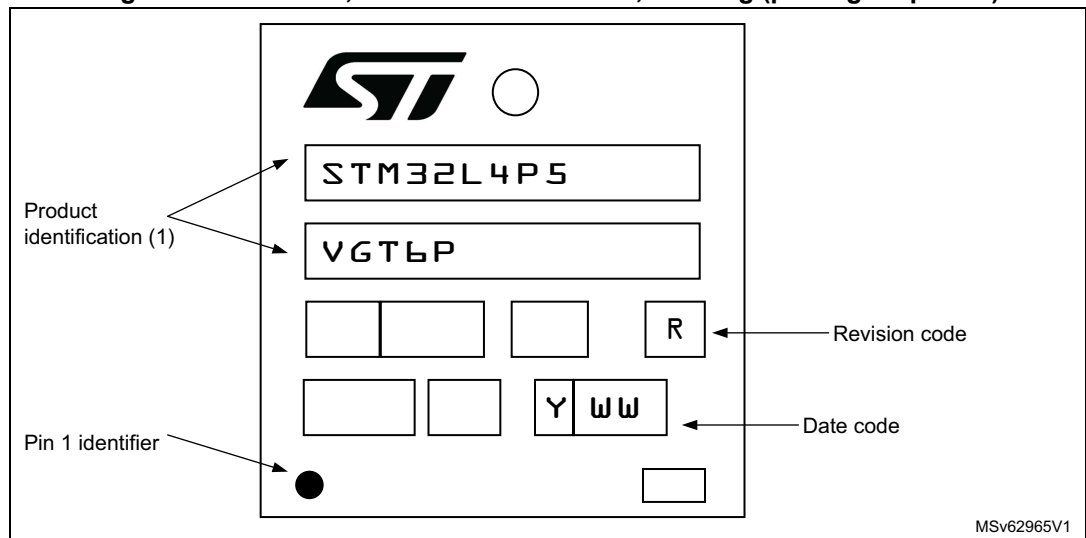 STM32L4P5
Product
identification (1)
VGT6P
R
Revision code
Y WW
Date code
Pin 1 identifier
MSv62965V1